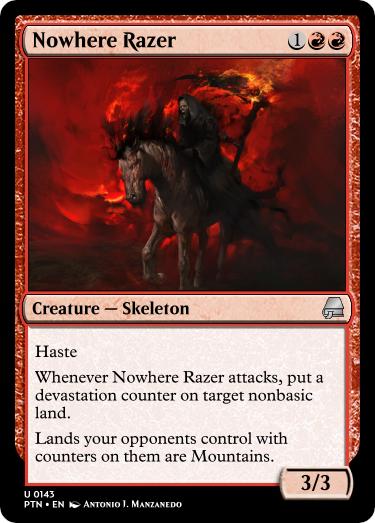 Nowhere Razer 1
Creature — Skeleton
Haste
Whenever Nowhere Razer attacks, put a
devastation counter on target nonbasic
land.
Lands your opponents control with
counters on them are Mountains.
3/3
U 0143
PTN • EN Antonio J. Manzanedo